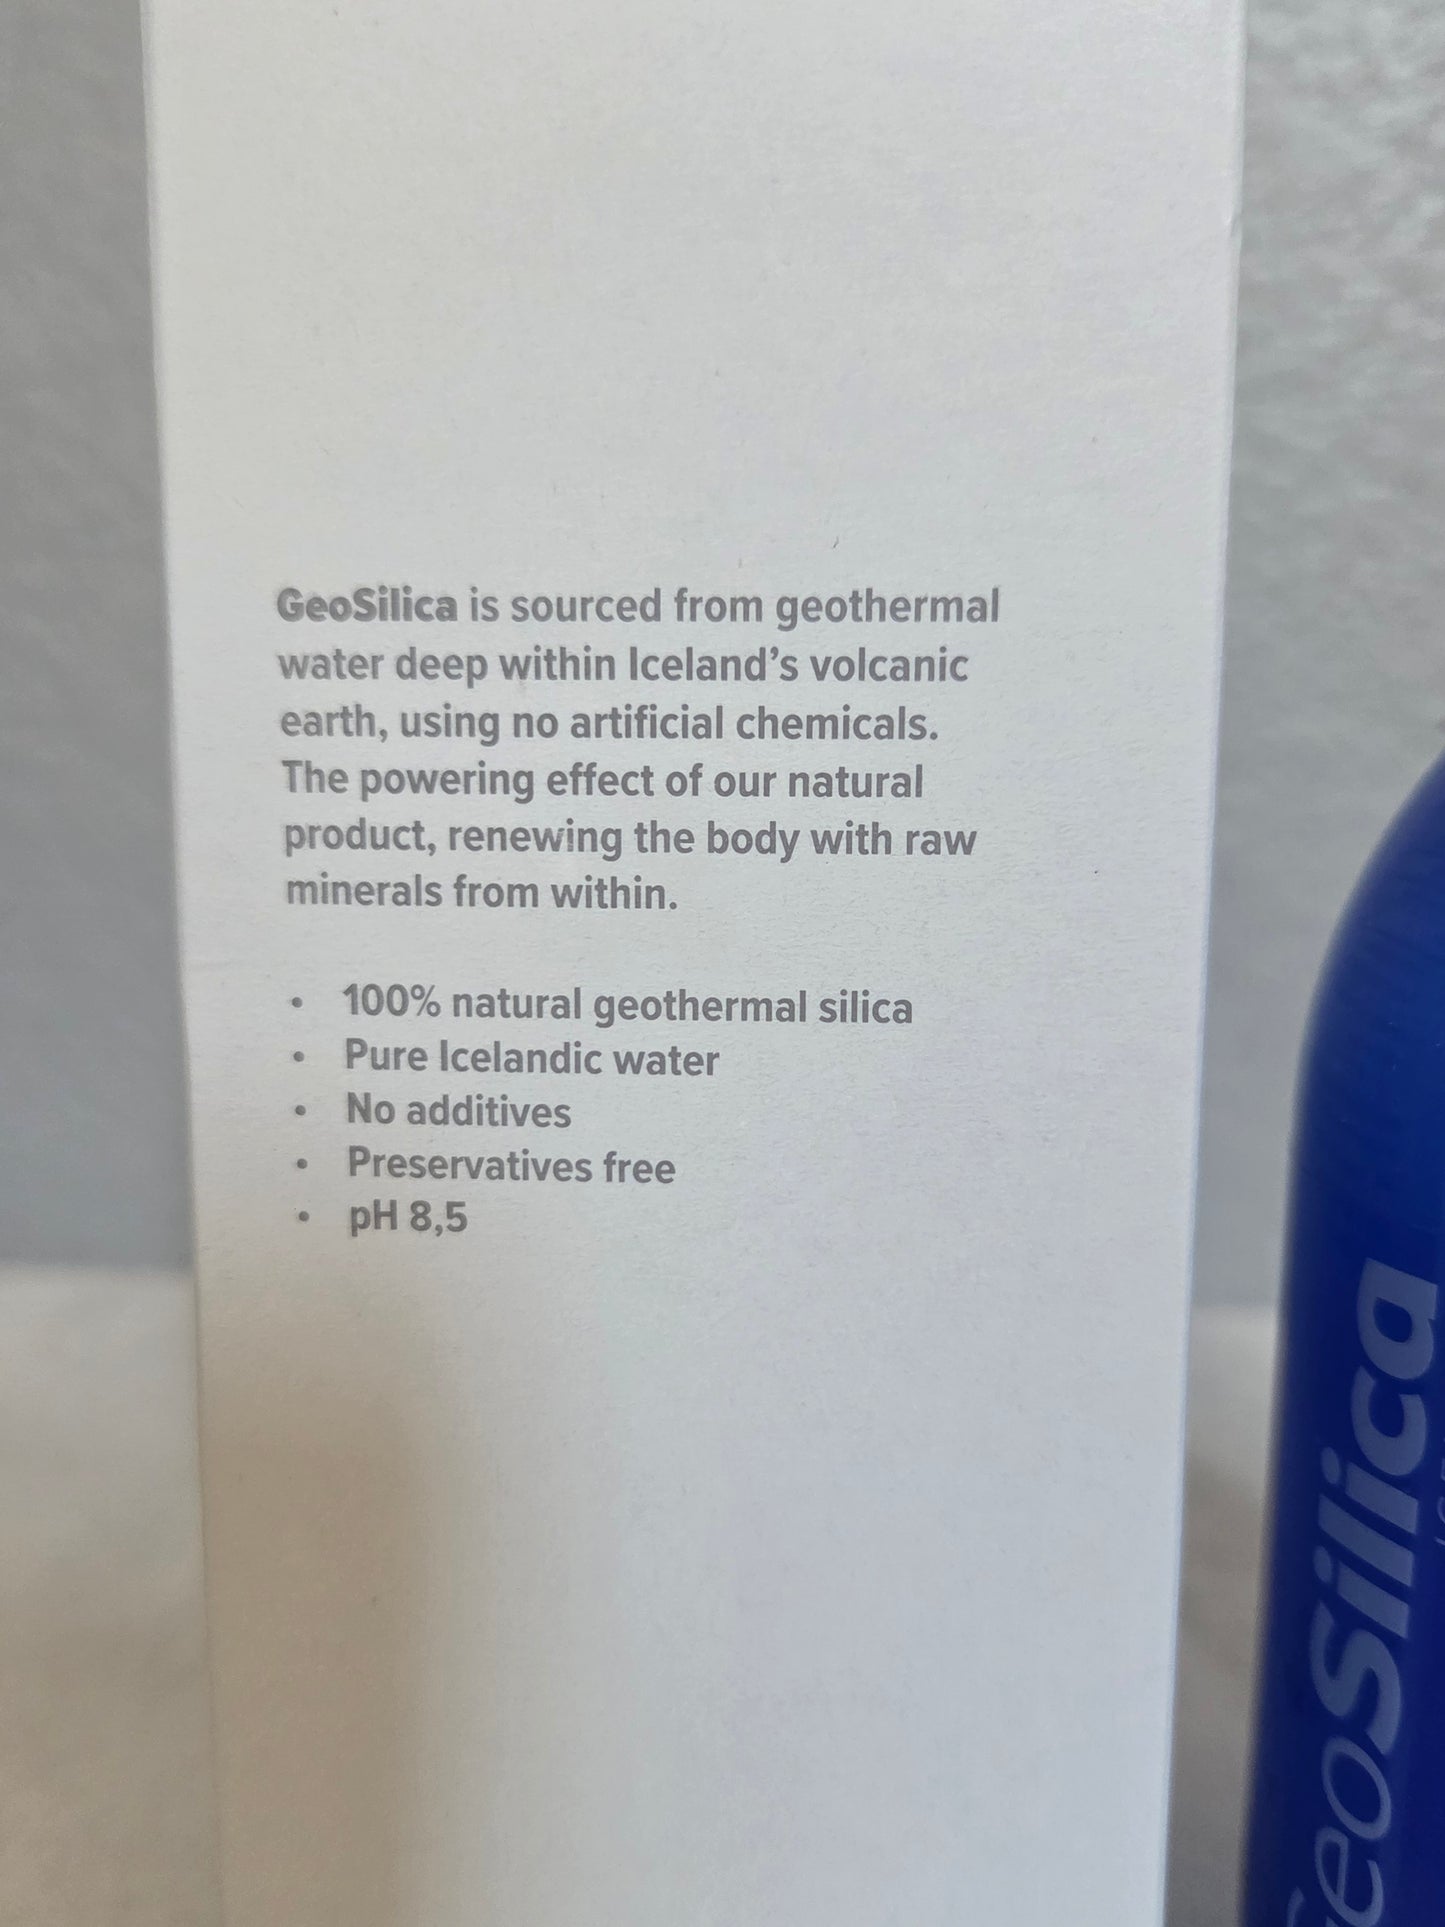 GeoSilica is sourced from geothermal
water deep within Iceland’s volcanic
earth, using no artificial chemicals.
The powering effect of our natural
product, renewing the body with raw
minerals from within.
• 100% natural geothermal silica
• Pure Icelandic water
• No additives
• Preservatives free
• pH 8,5
GeoSilica